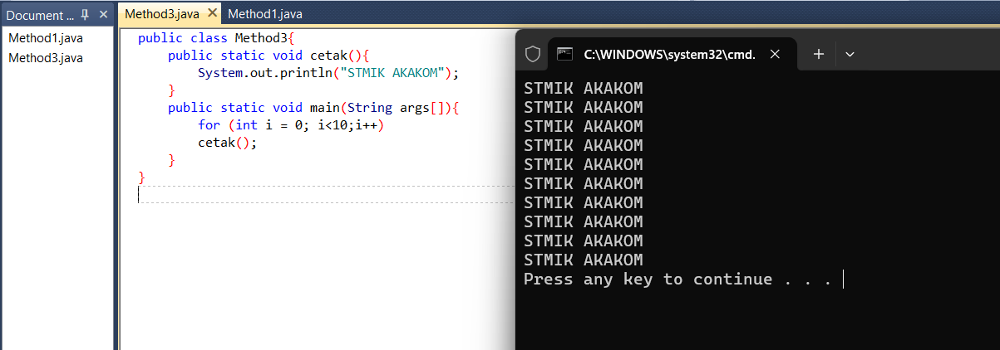 Document ...
Method3.java
Method1.java
Method1.java
Method3.java
public class Method3{
public static void cetak(){
System.out.println("STMIK AKAKOM");
}
public static void main(String args[]){
for (int i = 0; i<10;i++)
cetak();
}
}
C:\WINDOWS\system32\cmd.
STMIK AKAKOM
STMIK AKAKOM
STMIK AKAKOM
STMIK AKAKOM
STMIK AKAKOM
STMIK AKAKOM
STMIK AKAKOM
STMIK AKAKOM
STMIK AKAKOM
STMIK AKAKOM
Press any key to continue . . .